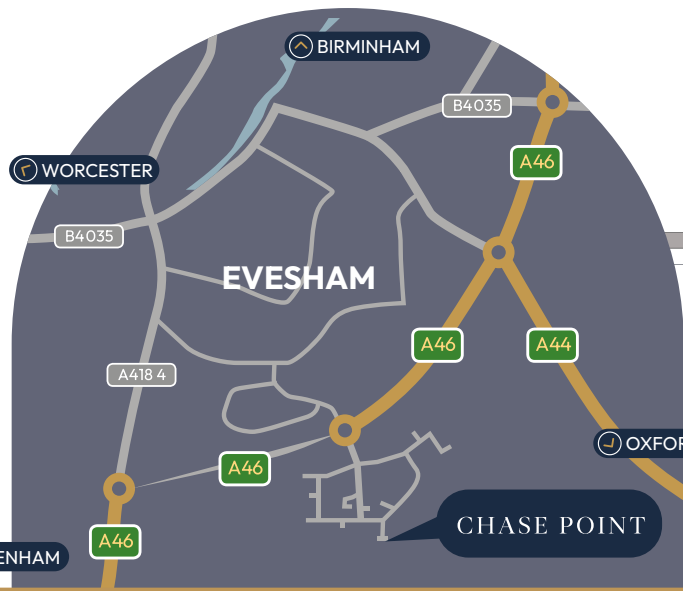 BIRMINHAM
B4035
A46
WORCESTER
B4035
EVESHAM
A46
A44
A418 4
OXFOR
A46
CHASE POINT
A46
ENHAM